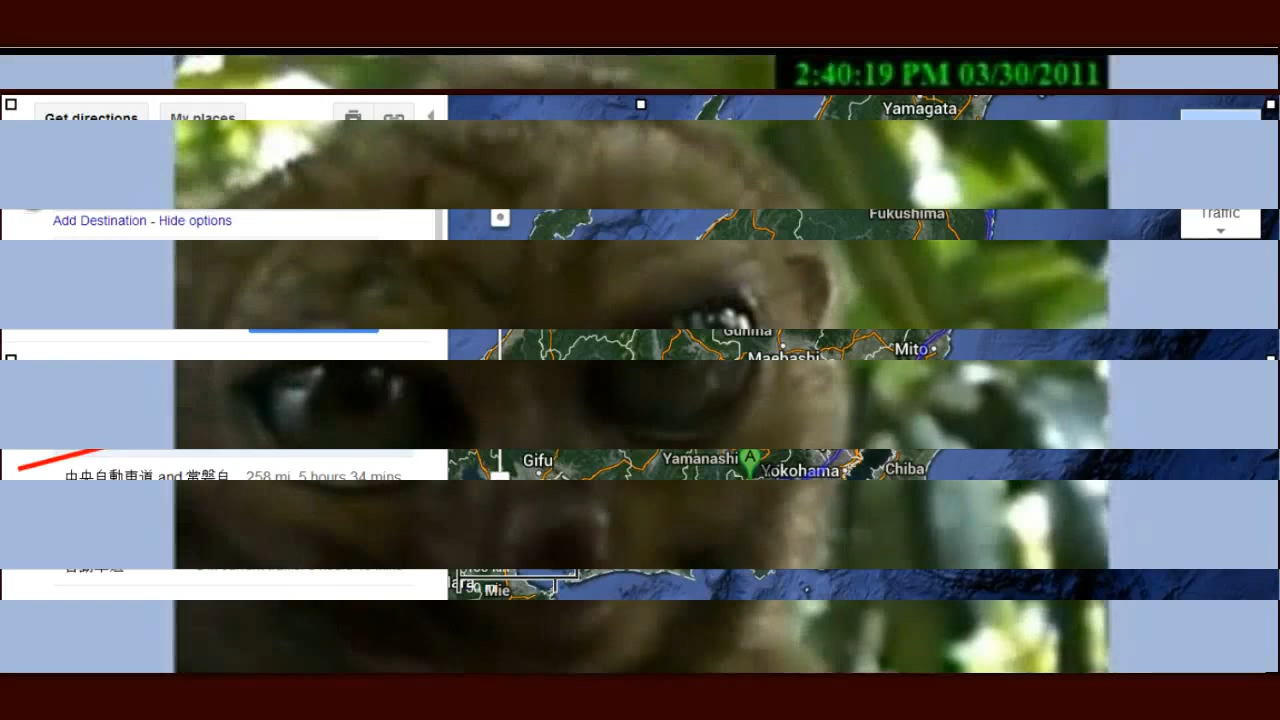 2:40:19 PM 03/30/2011
Get directions My places
Yamagata
Add Destination - Hide options
Fukushima
Traffic
Gunma
Maebashi
Mito
Gifu
Yamanashi
A
Yokohama
Chiba
中央自動車道 and 常磐自
258 mi, 5 hours 34 mins
Mie